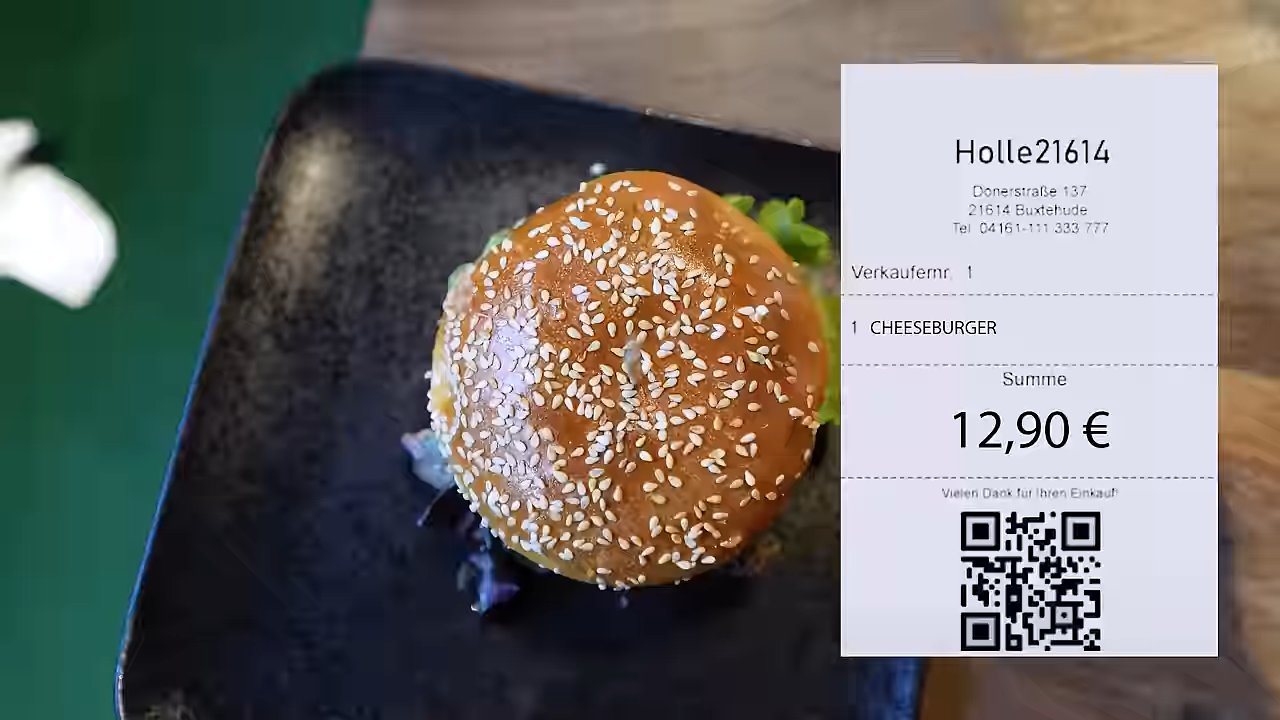 Holle21614
Donerstraße 137
21614 Buxtehude
Tel 04161-111 333 777
Verkaufernr. 1
1 CHEESEBURGER
Summe
12,90 €
Vielen Dank für Ihren Einkauf!